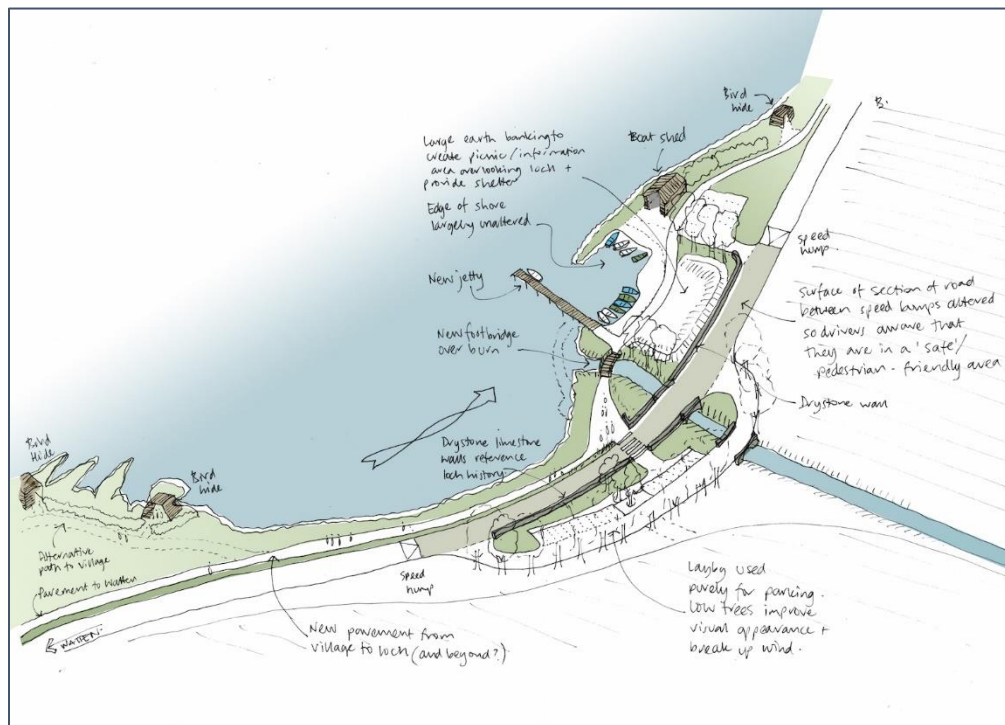 Bird
hide
B.
Large earth banking to
create picnic/information
area overlooking loch +
provide shelter
Boat shed
Edge of shore
largely unaltered
New jetty
New footbridge
over burn
speed
hump
Surface of section of road
between speed bumps altered
so drivers aware that
they are in a 'safe'/
pedestrian-friendly area
Drystone wall
Drystone limestone
walls reference
loch history
Bird
Hide
Bird
hide
Alternative
path to village
Pavement to Watten
WATTEN
speed
hump
New pavement from
village to loch (and beyond?)
Layby used
purely for parking.
Low trees improve
visual appearance +
break up wind.